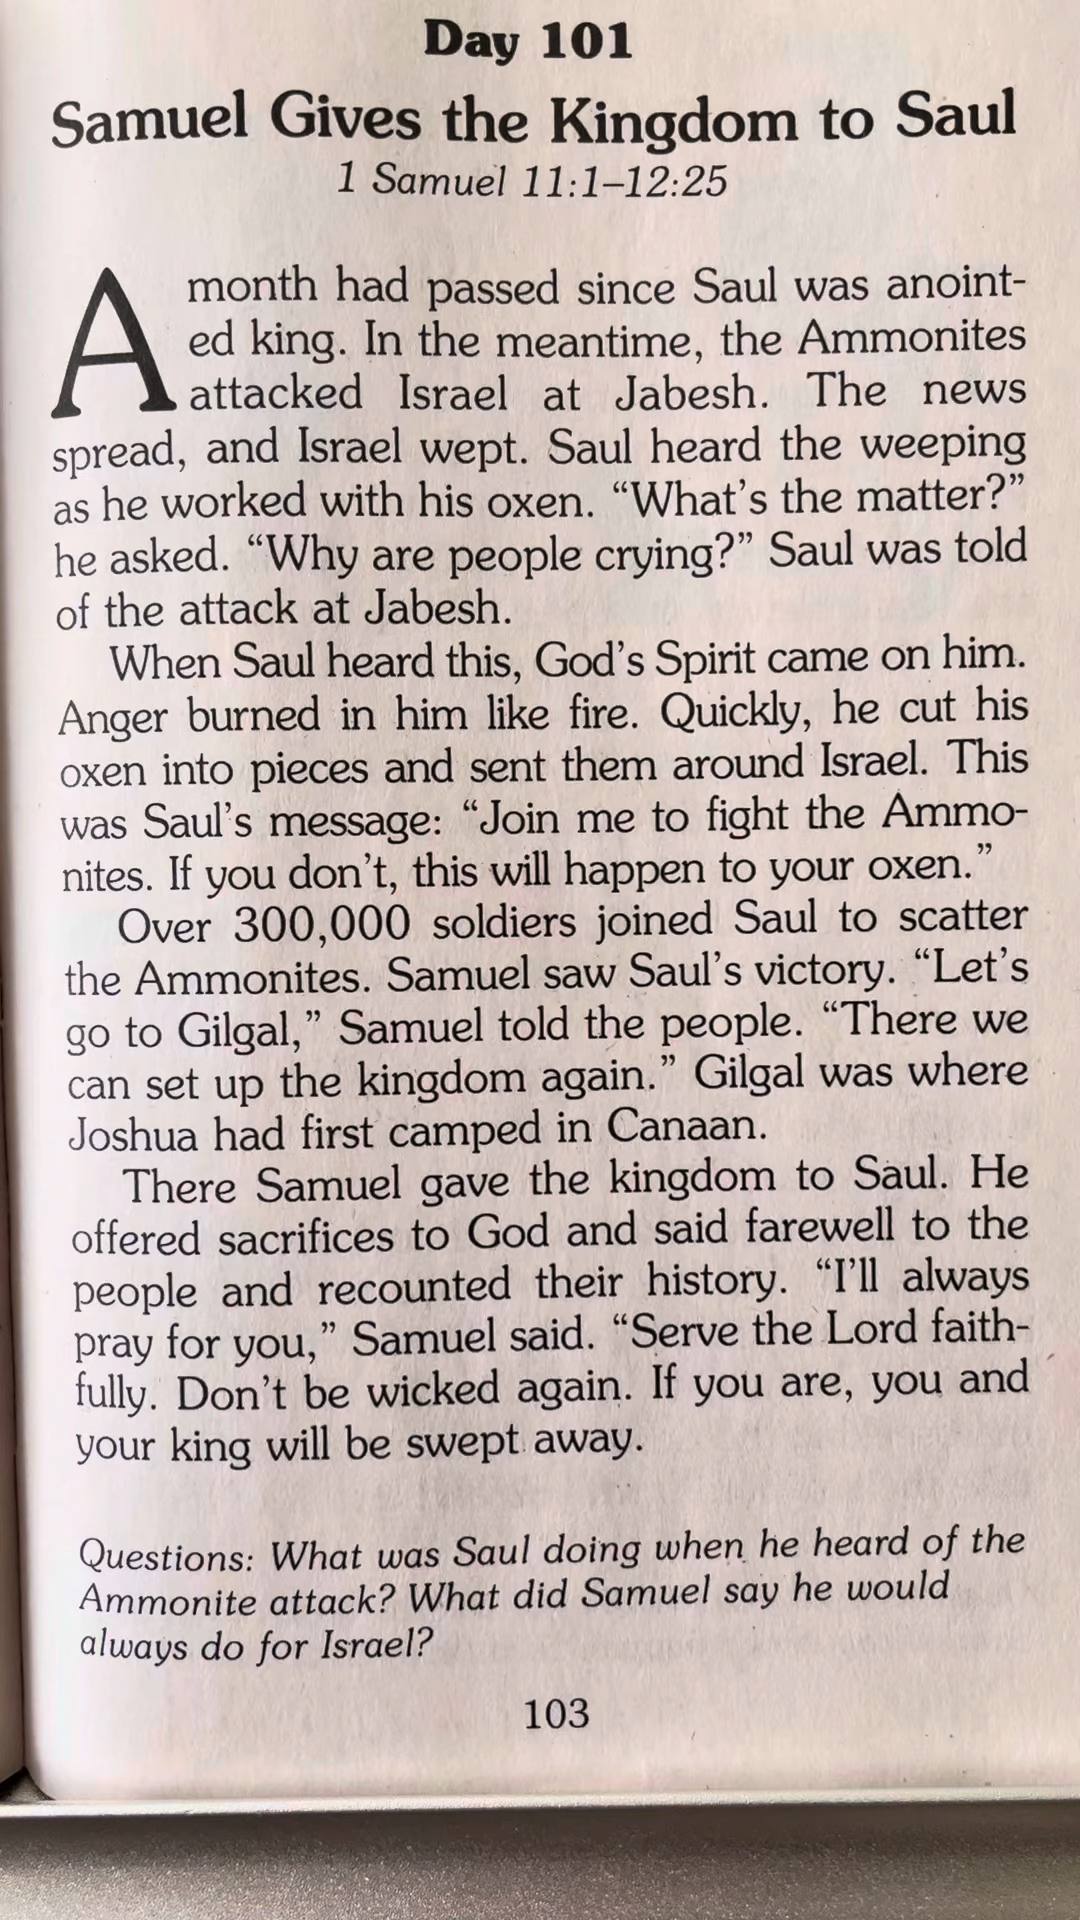 Day 101
Samuel Gives the Kingdom to Saul
1 Samuel 11:1–12:25
A month had passed since Saul was anoint-
ed king. In the meantime, the Ammonites
attacked Israel at Jabesh. The news
spread, and Israel wept. Saul heard the weeping
as he worked with his oxen. “What’s the matter?”
he asked. “Why are people crying?” Saul was told
of the attack at Jabesh.
When Saul heard this, God’s Spirit came on him.
Anger burned in him like fire. Quickly, he cut his
oxen into pieces and sent them around Israel. This
was Saul’s message: “Join me to fight the Ammo-
nites. If you don’t, this will happen to your oxen.”
Over 300,000 soldiers joined Saul to scatter
the Ammonites. Samuel saw Saul’s victory. “Let’s
go to Gilgal,” Samuel told the people. “There we
can set up the kingdom again.” Gilgal was where
Joshua had first camped in Canaan.
There Samuel gave the kingdom to Saul. He
offered sacrifices to God and said farewell to the
people and recounted their history. “I’ll always
pray for you,” Samuel said. “Serve the Lord faith-
fully. Don’t be wicked again. If you are, you and
your king will be swept away.
Questions: What was Saul doing when he heard of the
Ammonite attack? What did Samuel say he would
always do for Israel?
103